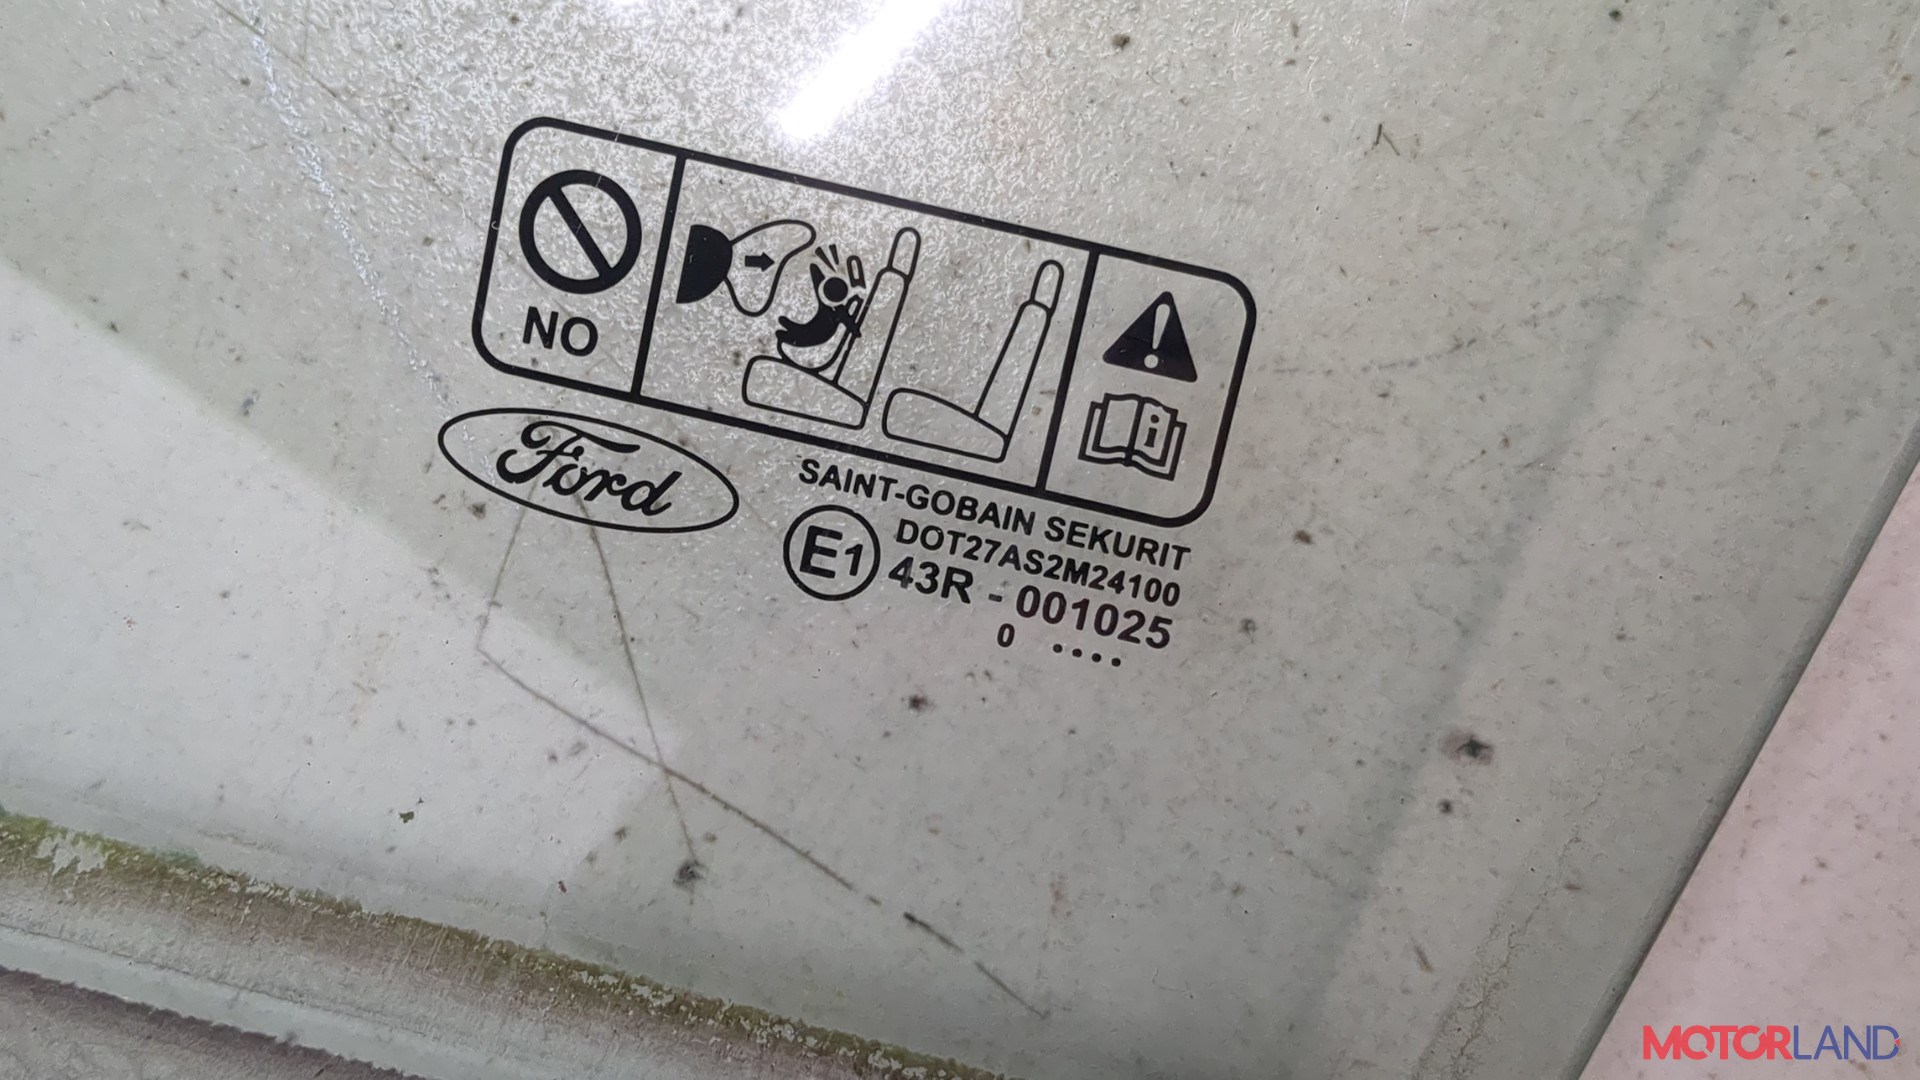 NO
Ford
SAINT-GOBAIN SEKURIT
DOT27AS2M24100
E1 43R - 001025
0 ....
MOTORLAND